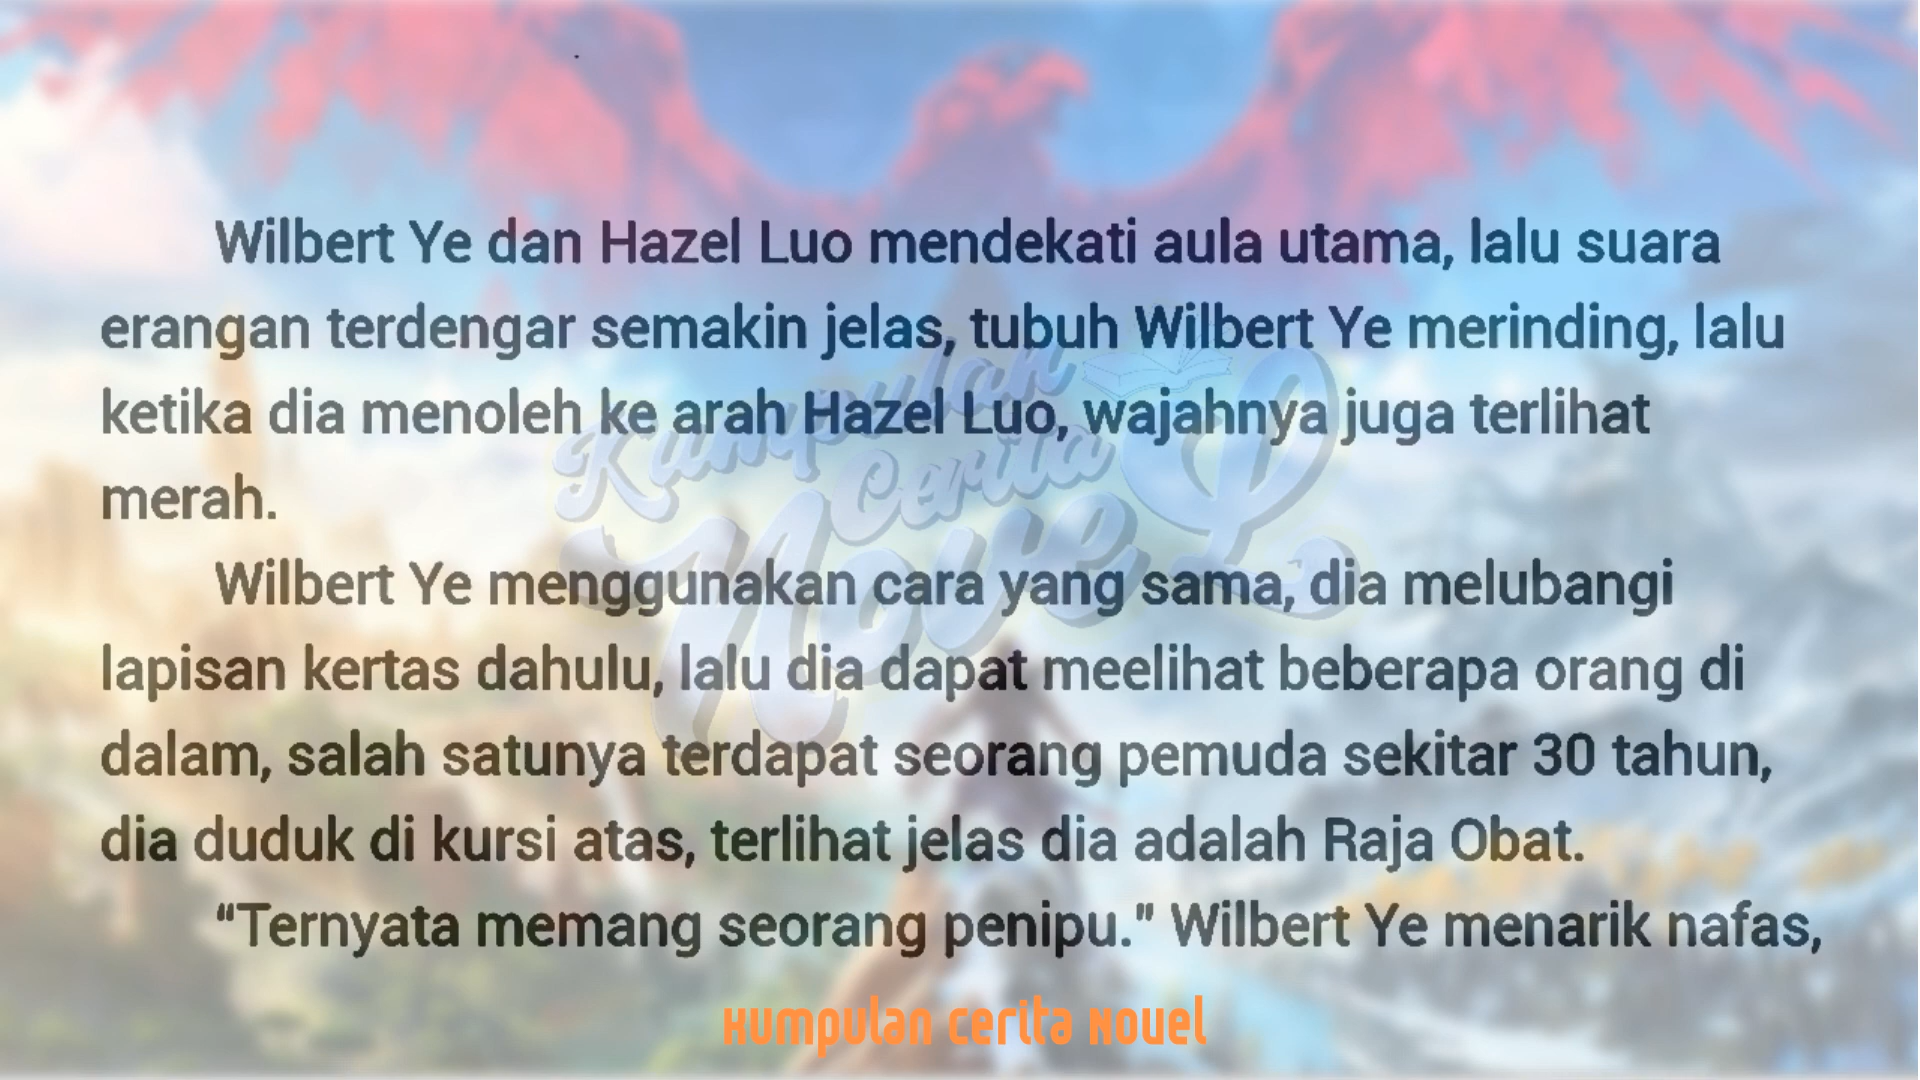 Wilbert Ye dan Hazel Luo mendekati aula utama, lalu suara
erangan terdengar semakin jelas, tubuh Wilbert Ye merinding, lalu
ketika dia menoleh ke arah Hazel Luo, wajahnya juga terlihat
merah.
Wilbert Ye menggunakan cara yang sama, dia melubangi
lapisan kertas dahulu, lalu dia dapat meelihat beberapa orang di
dalam, salah satunya terdapat seorang pemuda sekitar 30 tahun,
dia duduk di kursi atas, terlihat jelas dia adalah Raja Obat.
“Ternyata memang seorang penipu.” Wilbert Ye menarik nafas,
Kumpulan
Cerita
Novel
Kumpulan Cerita Novel